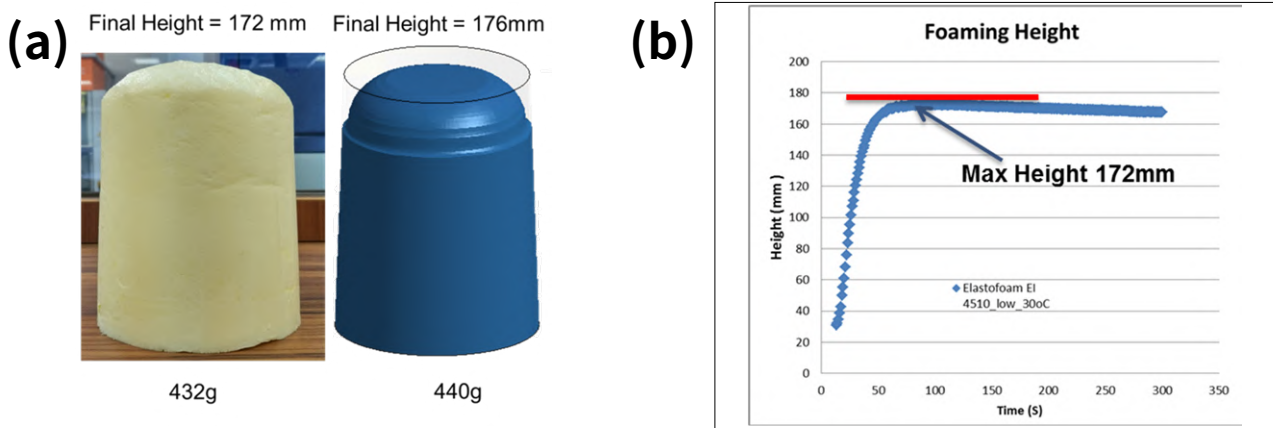 (a)
Final Height = 172 mm
Final Height = 176mm
432g
440g
(b)
Foaming Height
200
180
160
140
120
100
80
60
40
20
0
Height (mm )
Max Height 172mm
Elastofoam EI
4510_low_30oC
0
50
100
150
200
250
300
350
Time (S)